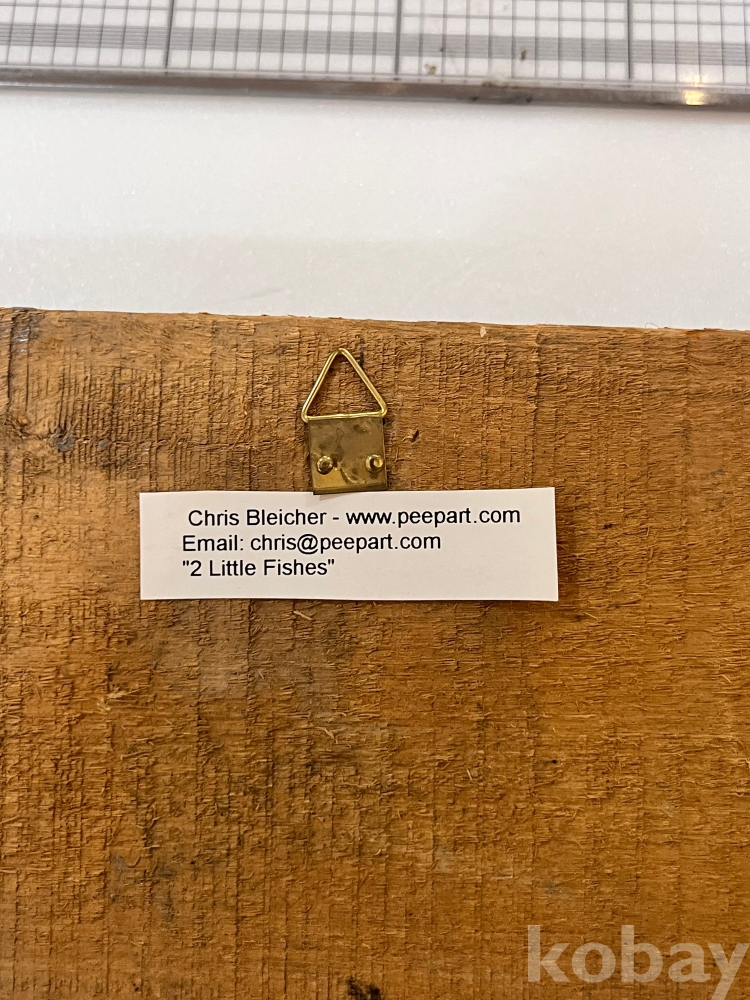 Chris Bleicher - www.peepart.com
Email: chris@peepart.com
"2 Little Fishes"
kobay